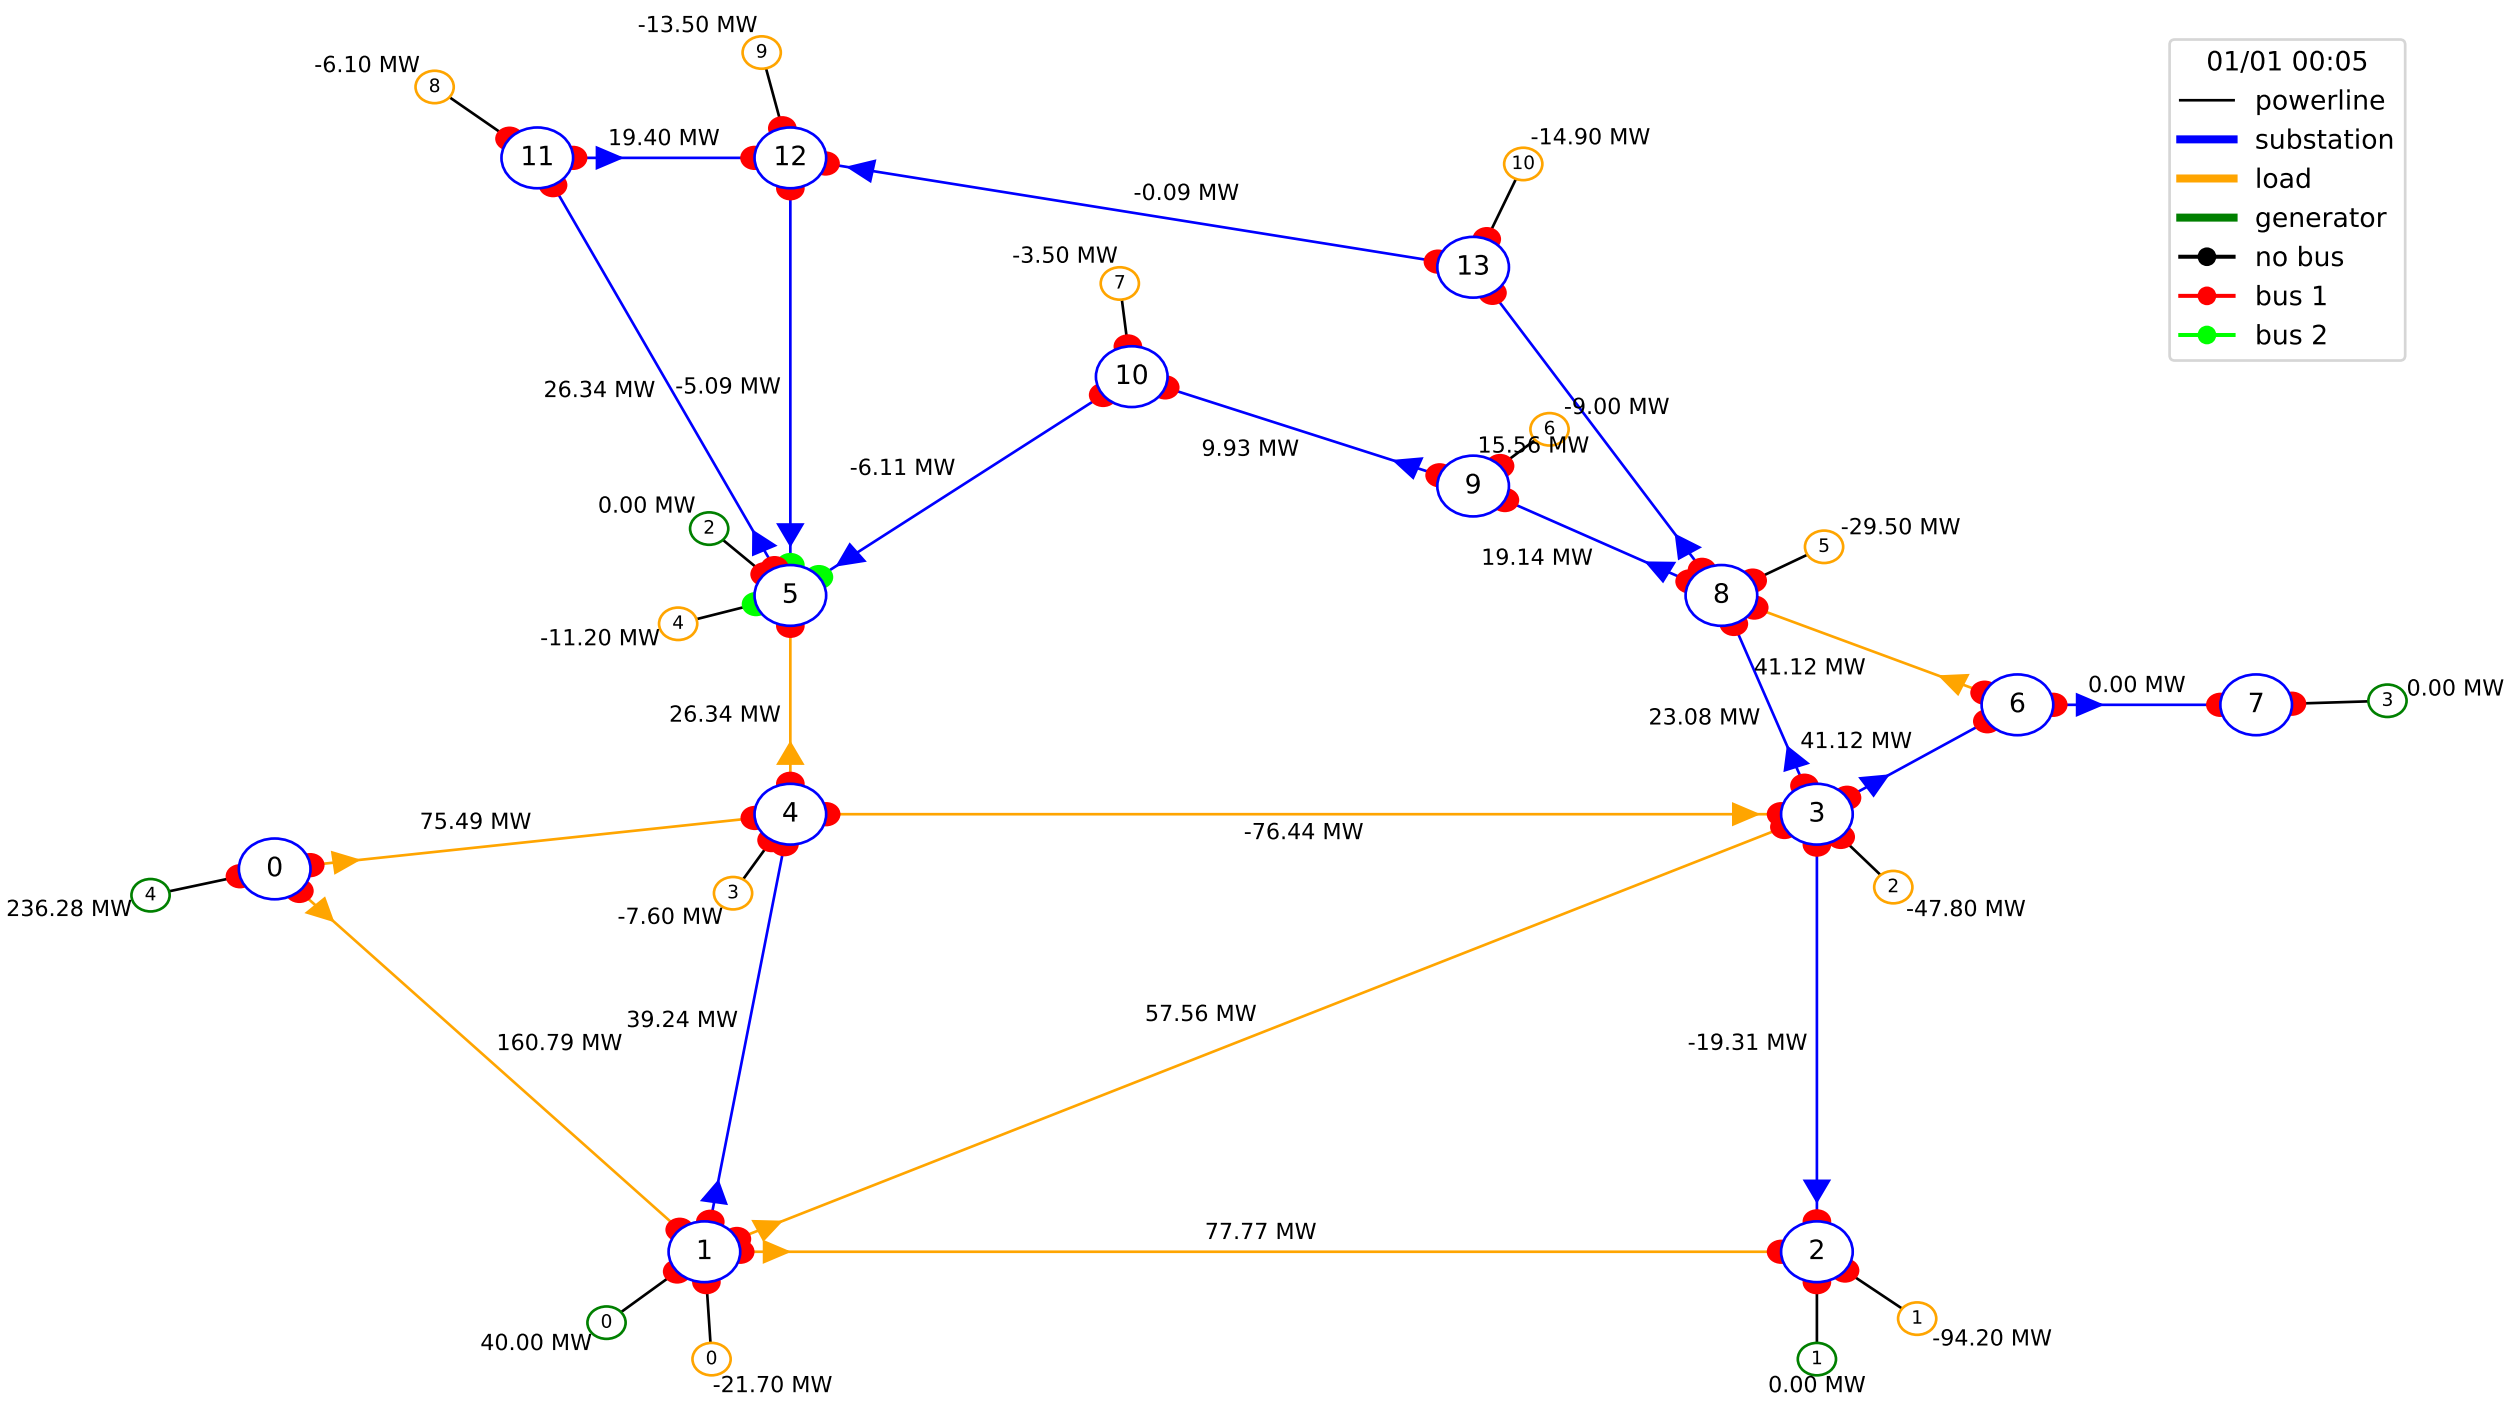 -13.50 MW
9
-6.10 MW
8
11
19.40 MW
12
-14.90 MW
10
-0.09 MW
13
-3.50 MW
7
10
26.34 MW
-5.09 MW
-9.00 MW
6
15.56 MW
9.93 MW
9
-6.11 MW
0.00 MW
2
19.14 MW
-29.50 MW
5
5
8
4
-11.20 MW
41.12 MW
0.00 MW
0.00 MW
6
7
3
26.34 MW
23.08 MW
41.12 MW
75.49 MW
4
3
-76.44 MW
0
4
236.28 MW
3
-7.60 MW
2
-47.80 MW
57.56 MW
39.24 MW
160.79 MW
-19.31 MW
77.77 MW
1
2
0
40.00 MW
0
-21.70 MW
1
0.00 MW
1
-94.20 MW
01/01 00:05
powerline
substation
load
generator
no bus
bus 1
bus 2